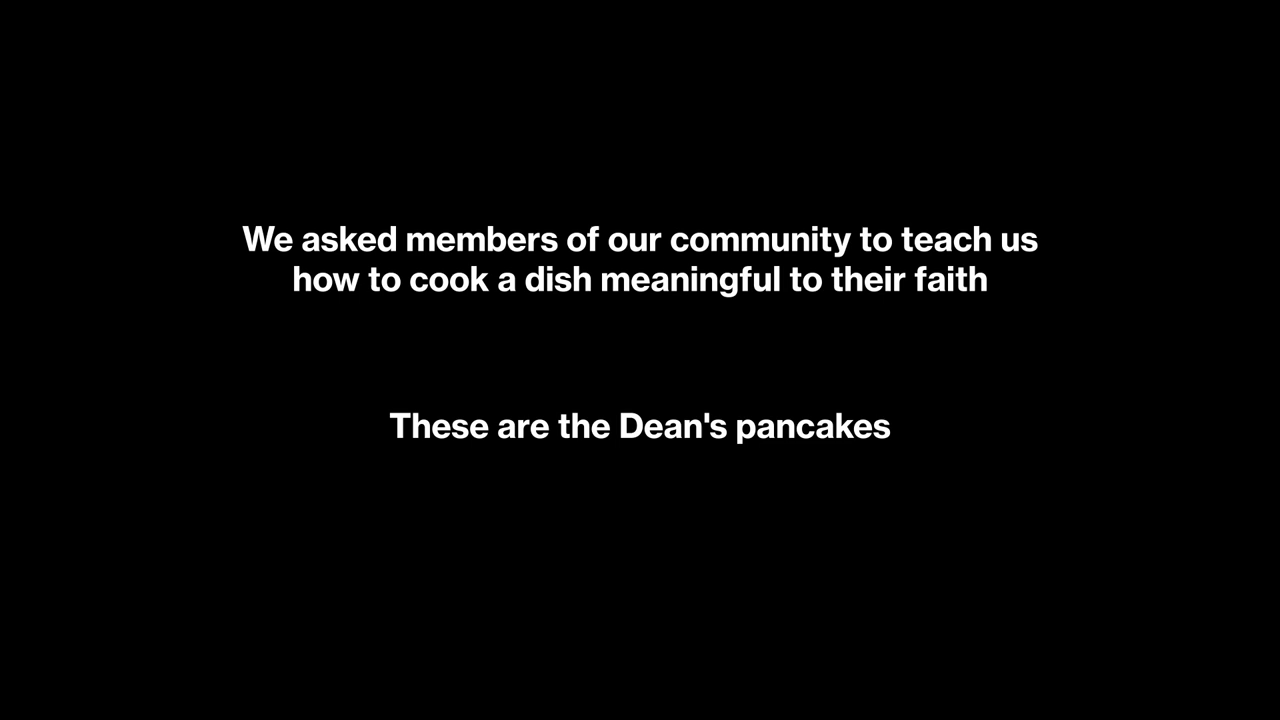 We asked members of our community to teach us
how to cook a dish meaningful to their faith
These are the Dean's pancakes